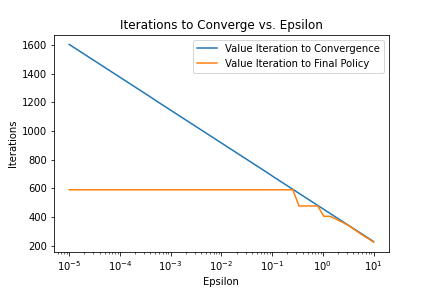 Iterations to Converge vs. Epsilon
Value Iteration to Convergence
Value Iteration to Final Policy
1600
1400
1200
1000
800
600
400
200
Iterations
10⁻⁵ 10⁻⁴ 10⁻³ 10⁻² 10⁻¹ 10⁰ 10¹
Epsilon